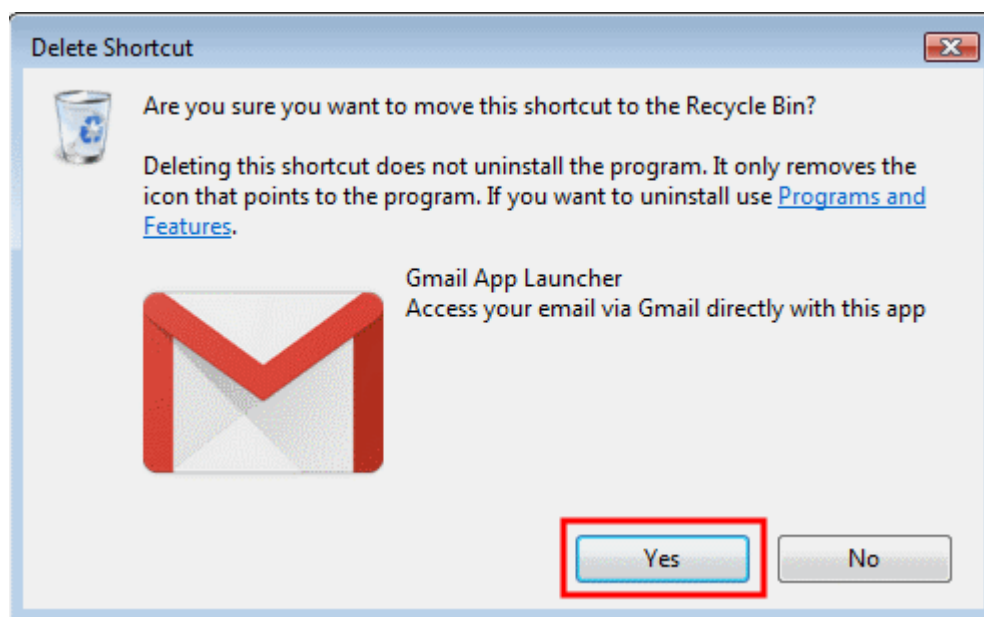 Delete Shortcut
Are you sure you want to move this shortcut to the Recycle Bin?
Deleting this shortcut does not uninstall the program. It only removes the
icon that points to the program. If you want to uninstall use Programs and
Features.
Gmail App Launcher
Access your email via Gmail directly with this app
Yes
No